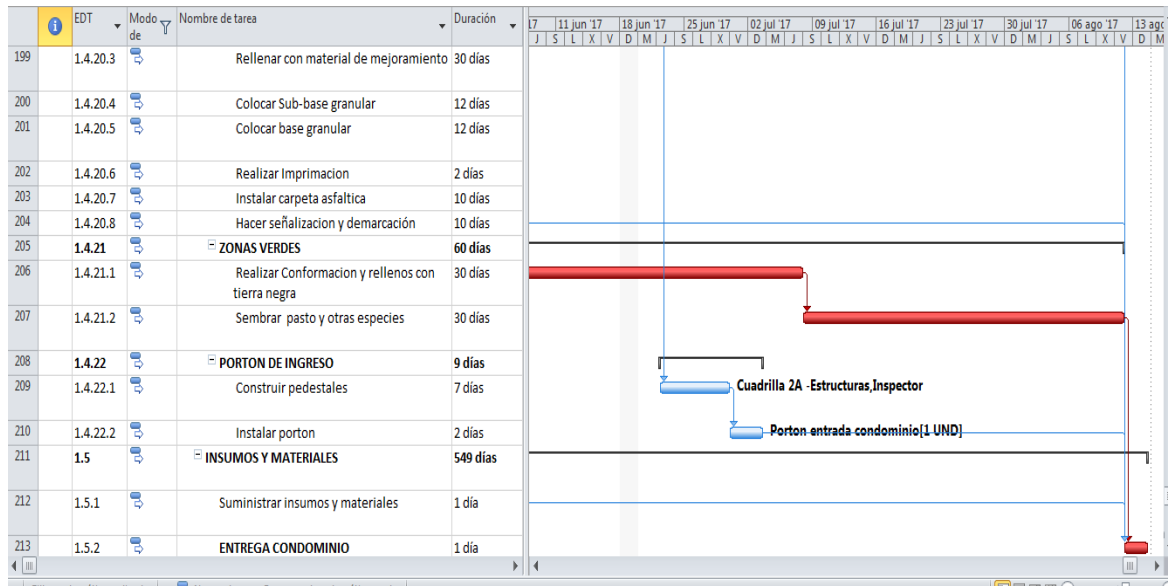 EDT Modo de Nombre de tarea Duración
17 11 jun '17 18 jun '17 25 jun '17 02 jul '17 09 jul '17 16 jul '17 23 jul '17 30 jul '17 06 ago '17 13 ago
J S L X V D M J S L X V D M J S L X V D M J S L X V D M J S L X V D M
199 1.4.20.3 Rellenar con material de mejoramiento 30 días
200 1.4.20.4 Colocar Sub-base granular 12 días
201 1.4.20.5 Colocar base granular 12 días
202 1.4.20.6 Realizar Imprimacion 2 días
203 1.4.20.7 Instalar carpeta asfaltica 10 días
204 1.4.20.8 Hacer señalizacion y demarcación 10 días
205 1.4.21 ZONAS VERDES 60 días
206 1.4.21.1 Realizar Conformacion y rellenos con tierra negra 30 días
207 1.4.21.2 Sembrar pasto y otras especies 30 días
208 1.4.22 PORTON DE INGRESO 9 días
209 1.4.22.1 Construir pedestales 7 días Cuadrilla 2A -Estructuras,Inspector
210 1.4.22.2 Instalar porton 2 días Porton entrada condominio[1 UND]
211 1.5 INSUMOS Y MATERIALES 549 días
212 1.5.1 Suministrar insumos y materiales 1 día
213 1.5.2 ENTREGA CONDOMINIO 1 día